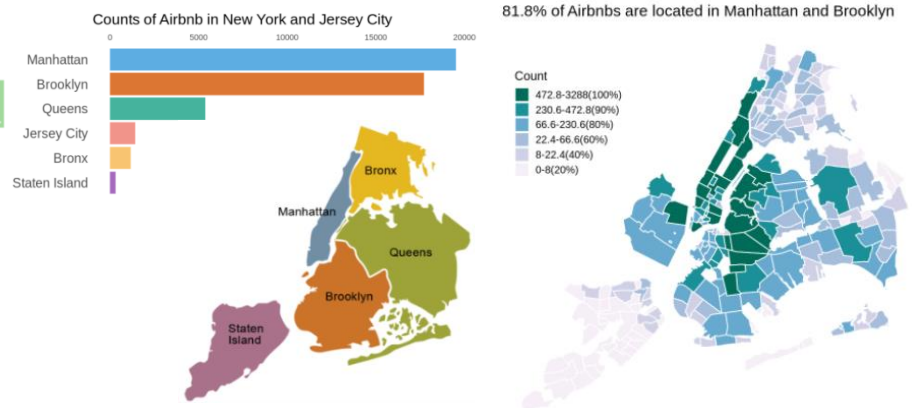 Counts of Airbnb in New York and Jersey City
0 5000 10000 15000 20000
Manhattan
Brooklyn
Queens
Jersey City
Bronx
Staten Island
Bronx
Manhattan
Queens
Brooklyn
Staten
Island
81.8% of Airbnbs are located in Manhattan and Brooklyn
Count
472.8-3288(100%)
230.6-472.8(90%)
66.6-230.6(80%)
22.4-66.6(60%)
8-22.4(40%)
0-8(20%)